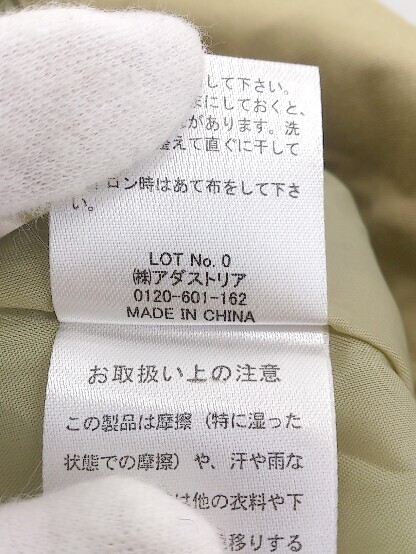 して下さい。
まにしておくと、
があります。洗
えて直ぐに干して
ロン時はあて布をして下さ
い。
LOT No. 0
㈱アダストリア
0120-601-162
MADE IN CHINA
お取扱い上の注意
この製品は摩擦（特に湿った
状態での摩擦）や、汗や雨な
は他の衣料や下
移りする